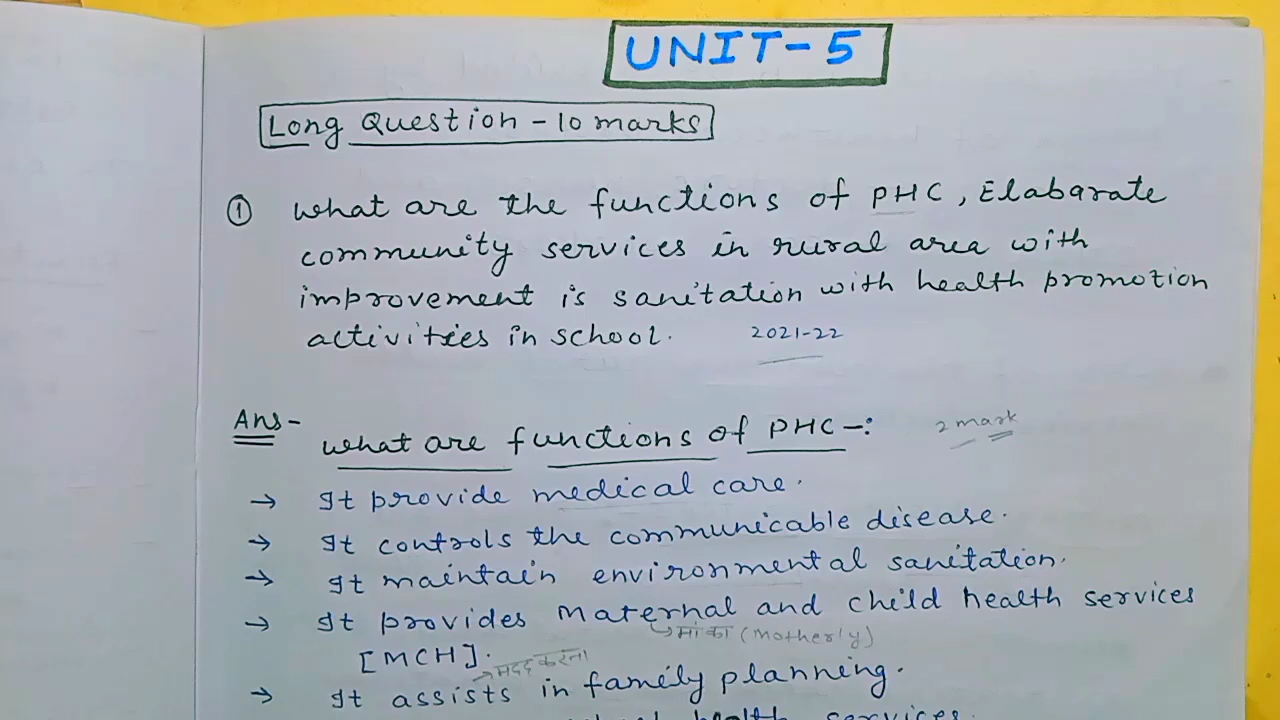 UNIT-5
Long Question - 10 marks
① What are the functions of PHC, Elabarate
community services in rural area with
improvement is sanitation with health promotion
activities in school. 2021-22
Ans- What are functions of PHC-: 2 mark
→ It provide medical care.
→ It controls the communicable disease.
→ It maintain environmental sanitation.
→ It provides Maternal and child health services
↳ मां का (Motherly)
[MCH].
→ मदद करना
→ It assists in family planning.
health services.